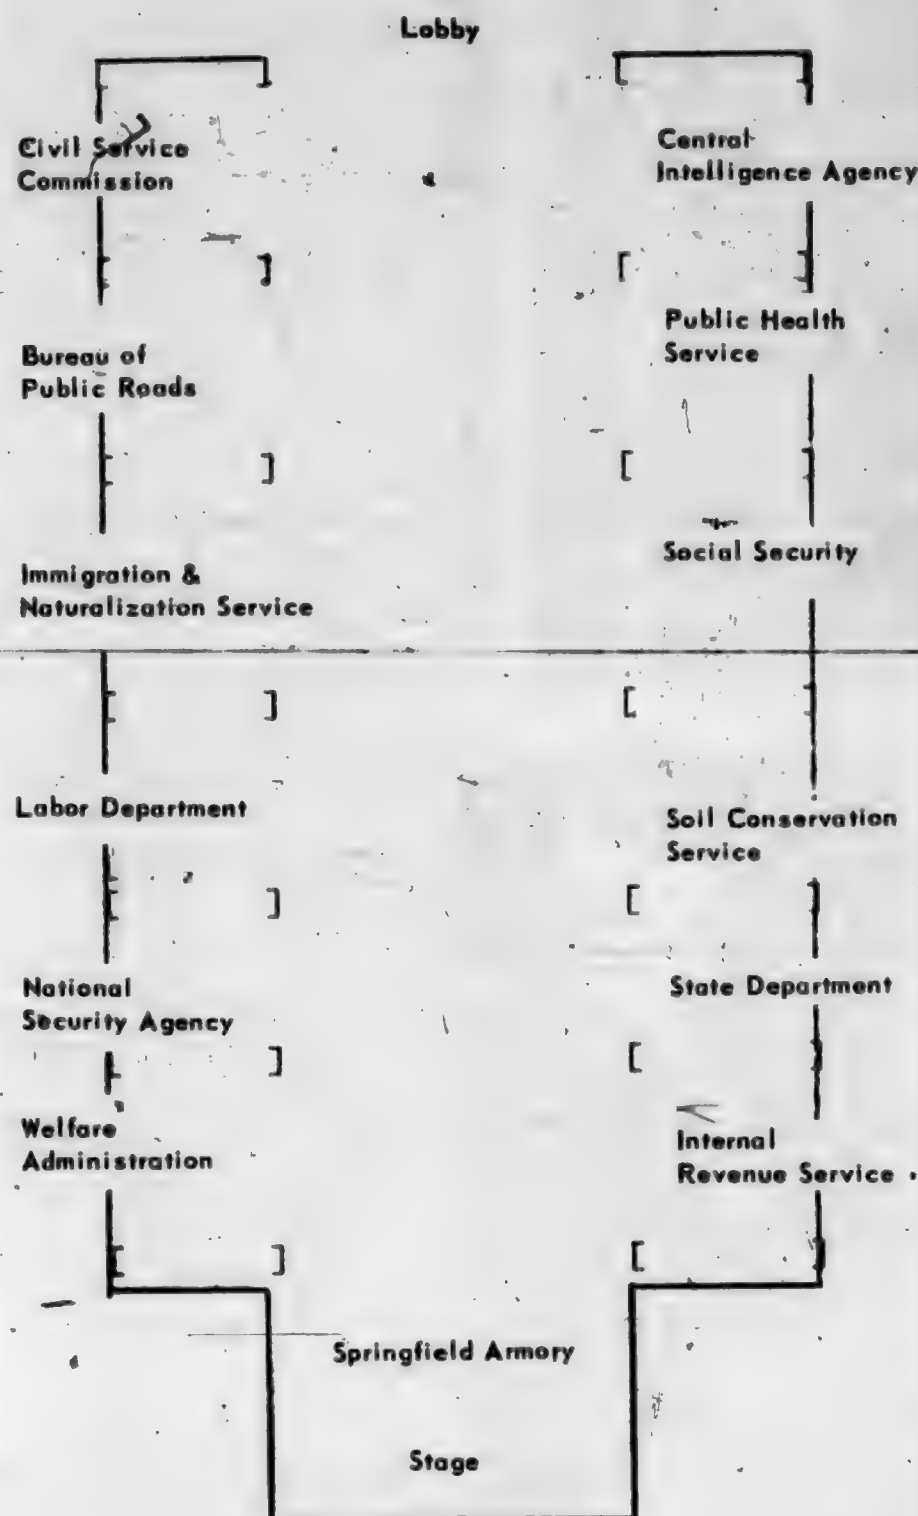 Lobby
Civil Service
Commission
Central
Intelligence Agency
Bureau of
Public Roads
Public Health
Service
Immigration &
Naturalization Service
Social Security
Labor Department
Soil Conservation
Service
National
Security Agency
State Department
Welfare
Administration
Internal
Revenue Service
Springfield Armory
Stage